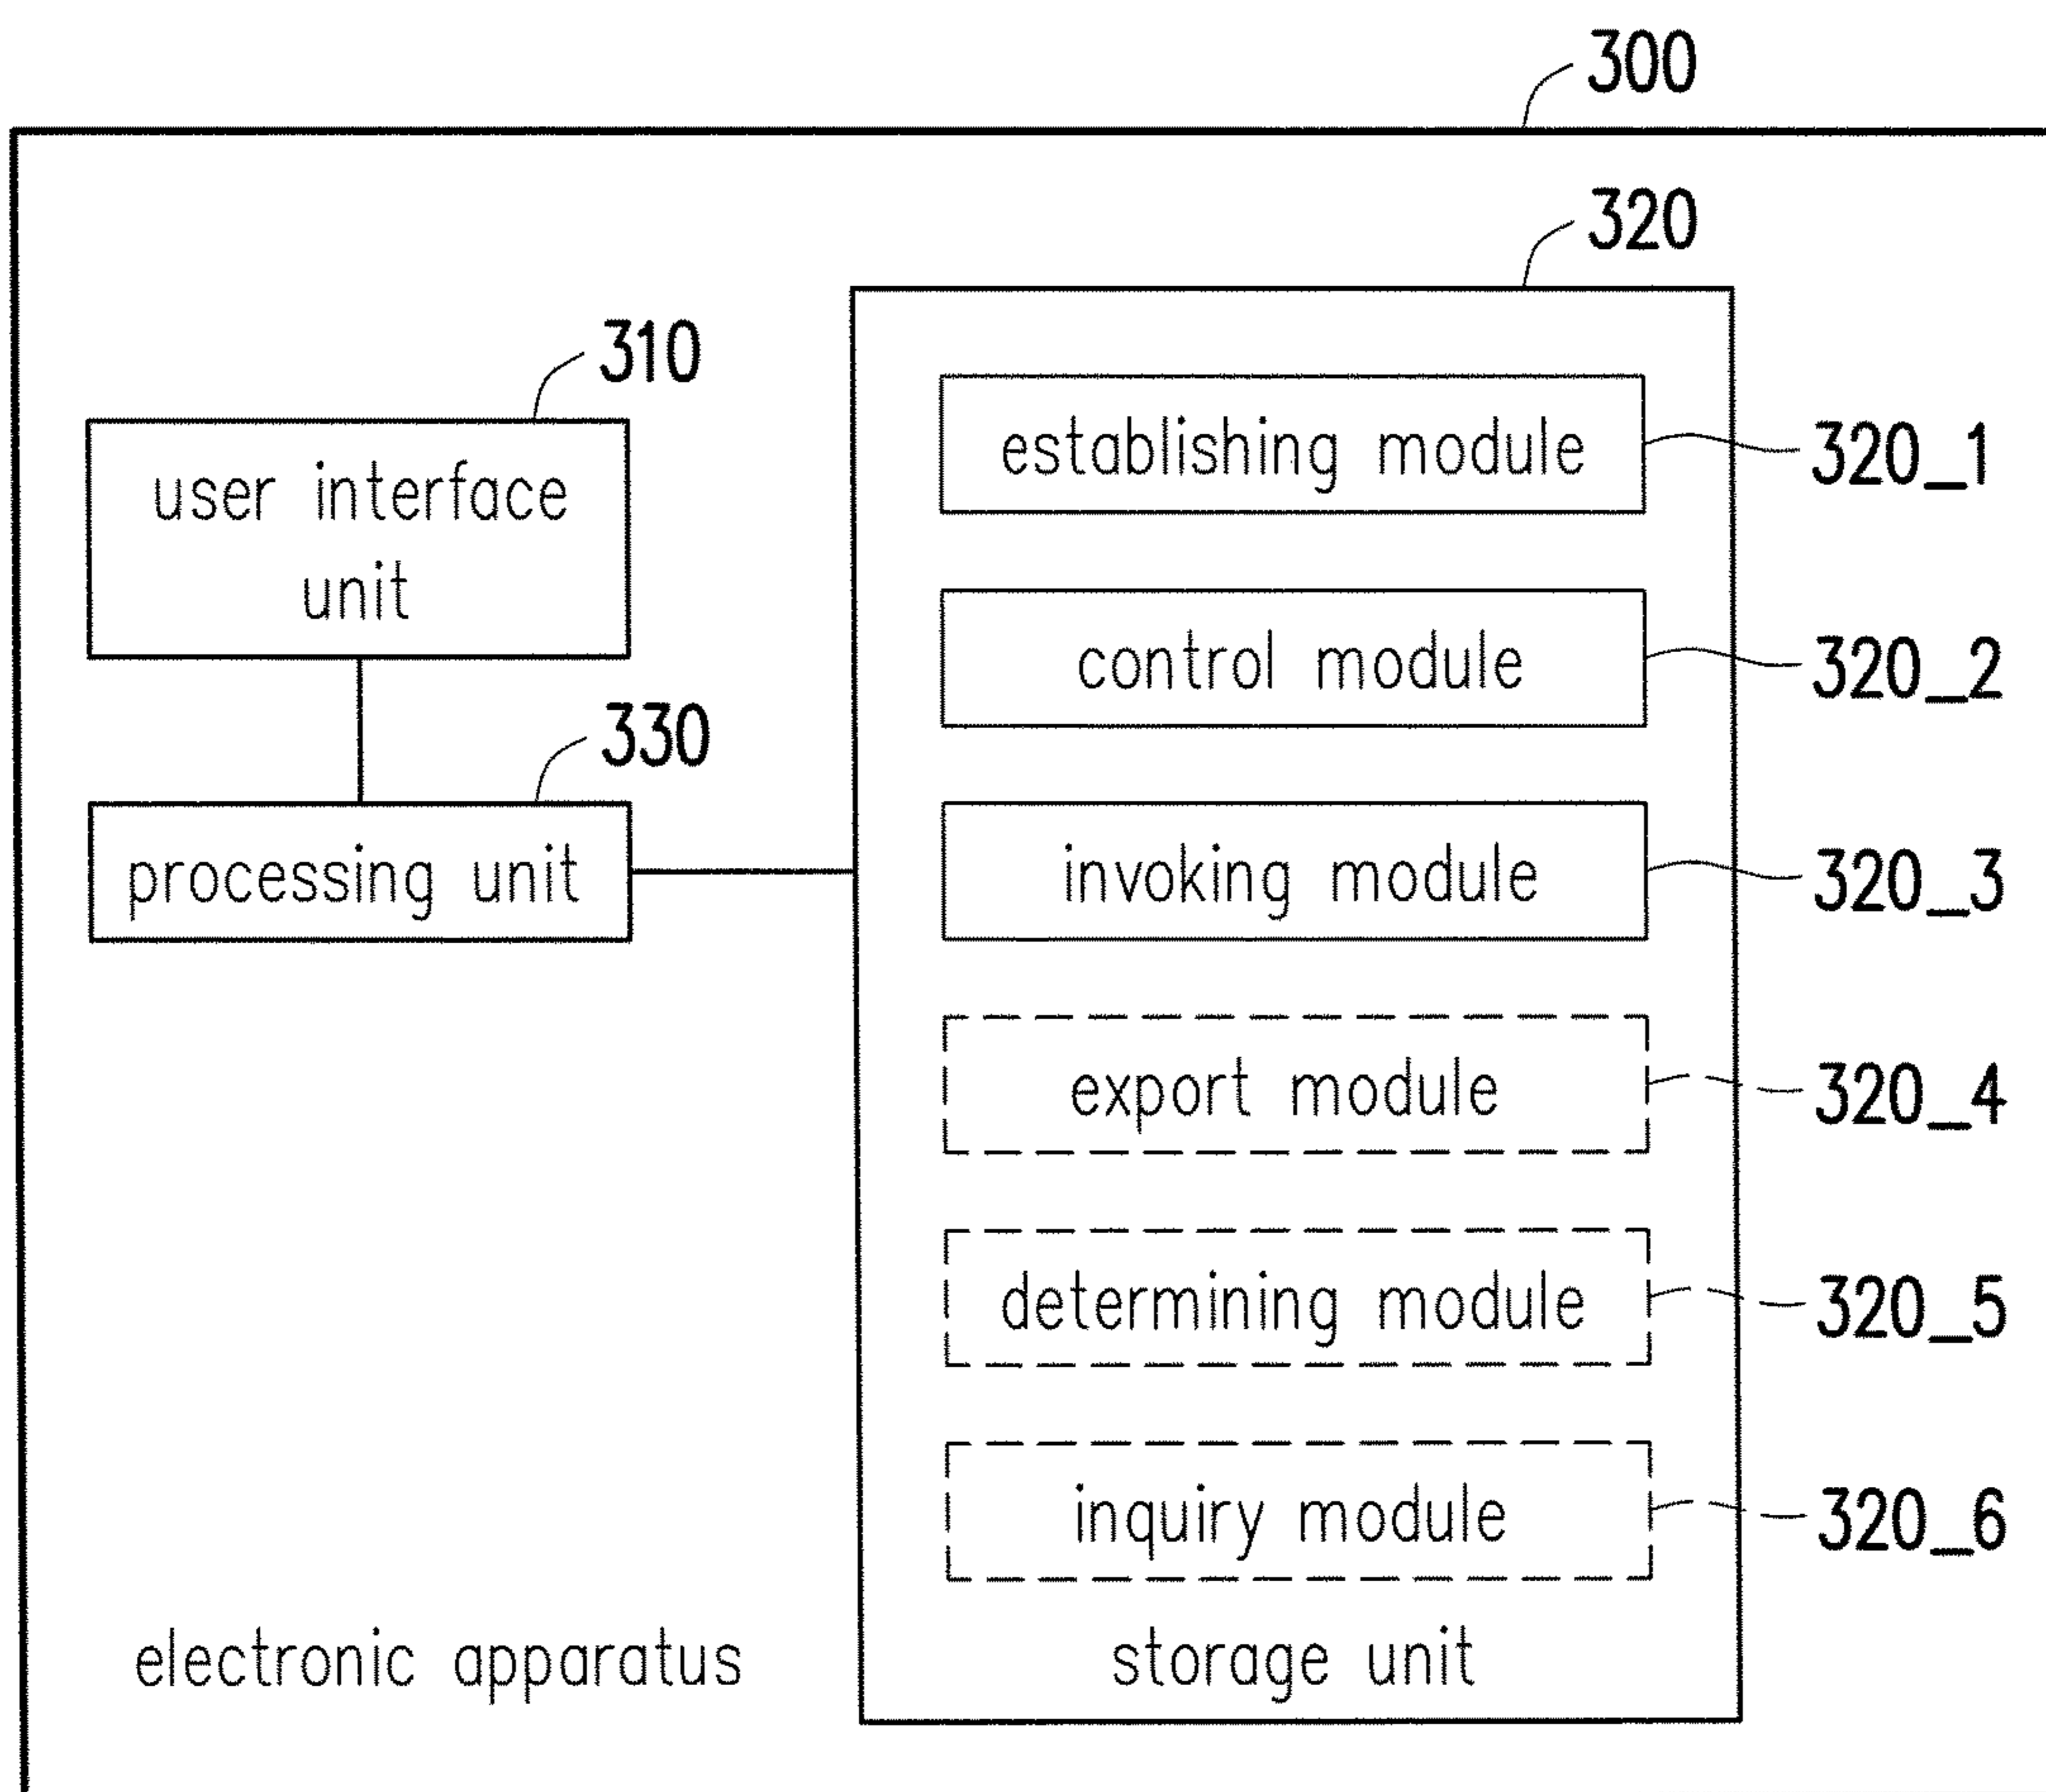 300
320
310
user interface
unit
330
processing unit
establishing module
320_1
control module
320_2
invoking module
320_3
export module
320_4
determining module
320_5
inquiry module
320_6
electronic apparatus
storage unit